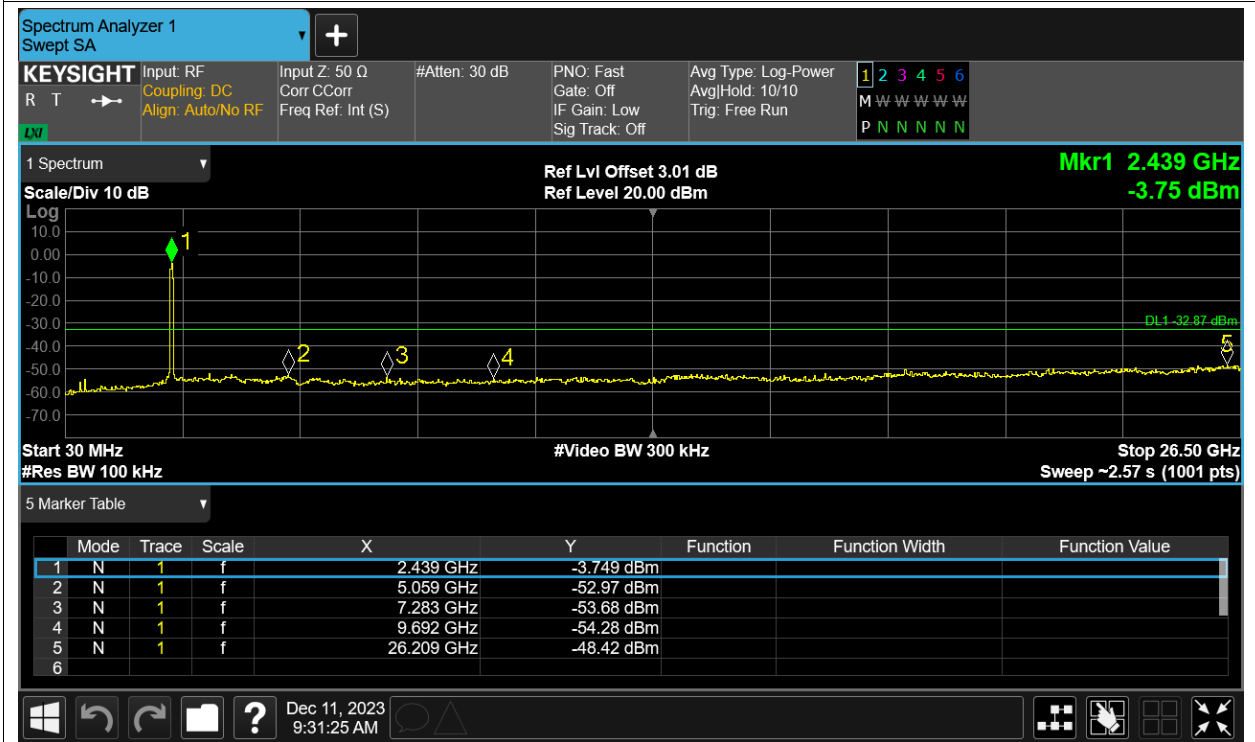 Spectrum Analyzer 1
Swept SA
KEYSIGHT
R T
LXI
Input: RF
Coupling: DC
Align: Auto/No RF
Input Z: 50 Ω
Corr CCorr
Freq Ref: Int (S)
#Atten: 30 dB
PNO: Fast
Gate: Off
IF Gain: Low
Sig Track: Off
Avg Type: Log-Power
Avg|Hold: 10/10
Trig: Free Run
1 2 3 4 5 6
M W W W W W
P N N N N N
1 Spectrum
Scale/Div 10 dB
Ref Lvl Offset 3.01 dB
Ref Level 20.00 dBm
Mkr1 2.439 GHz
-3.75 dBm
Log
10.0
0.00
-10.0
-20.0
-30.0
-40.0
-50.0
-60.0
-70.0
1
2
3
4
5
DL1 -32.87 dBm
Start 30 MHz
#Video BW 300 kHz
Stop 26.50 GHz
#Res BW 100 kHz
Sweep ~2.57 s (1001 pts)
5 Marker Table
Mode Trace Scale X Y Function Function Width Function Value
1 N 1 f 2.439 GHz -3.749 dBm
2 N 1 f 5.059 GHz -52.97 dBm
3 N 1 f 7.283 GHz -53.68 dBm
4 N 1 f 9.692 GHz -54.28 dBm
5 N 1 f 26.209 GHz -48.42 dBm
6
?
Dec 11, 2023
9:31:25 AM